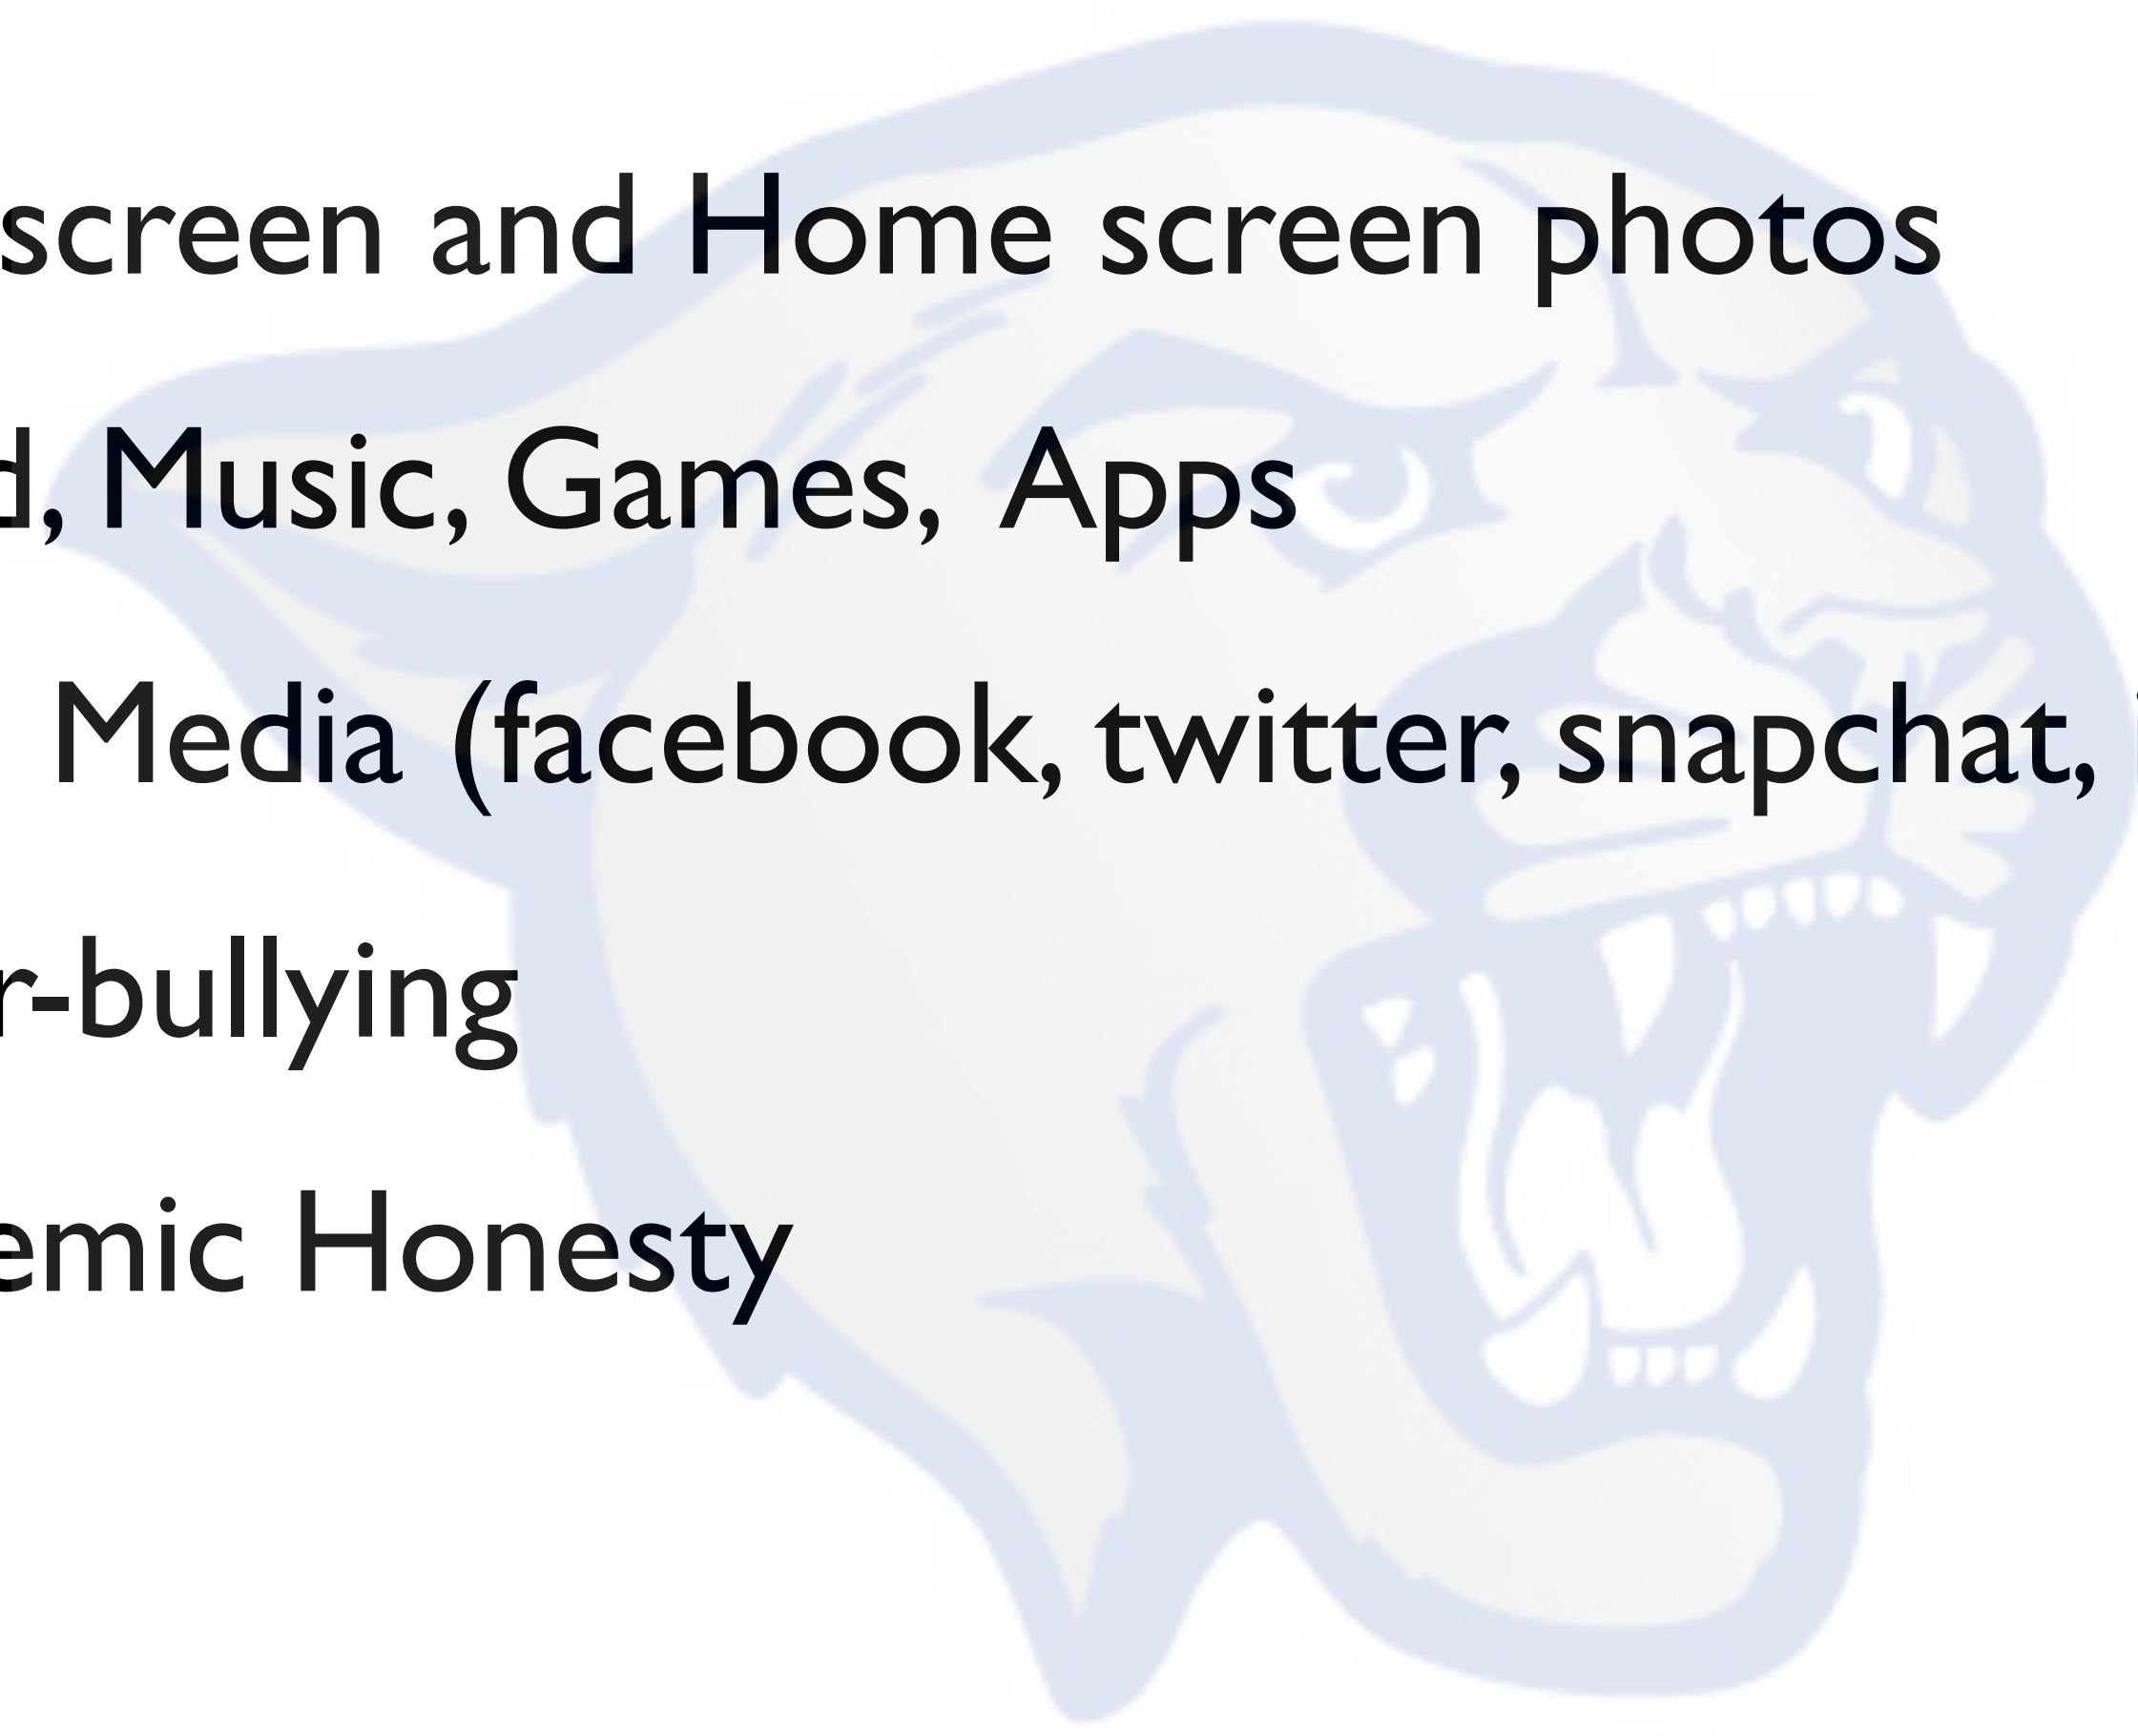 screen and Home screen photos
d, Music, Games, Apps
Media (facebook, twitter, snapchat,
r-bullying
emic Honesty